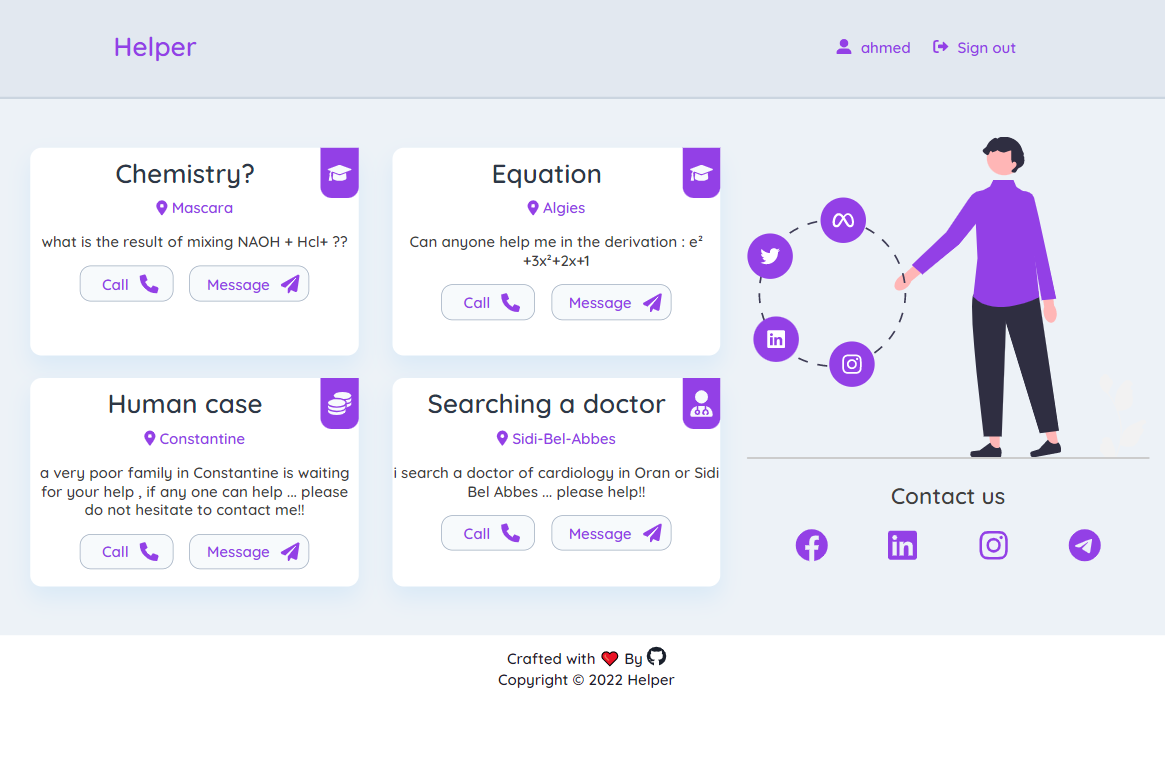 Helper
ahmed
Sign out
Chemistry?
Mascara
what is the result of mixing NAOH + Hcl+ ??
Call
Message
Equation
Algies
Can anyone help me in the derivation : e²
+3x²+2x+1
Call
Message
Human case
Constantine
a very poor family in Constantine is waiting
for your help , if any one can help ... please
do not hesitate to contact me!!
Call
Message
Searching a doctor
Sidi-Bel-Abbes
i search a doctor of cardiology in Oran or Sidi
Bel Abbes ... please help!!
Call
Message
Contact us
Crafted with ❤ By
Copyright © 2022 Helper